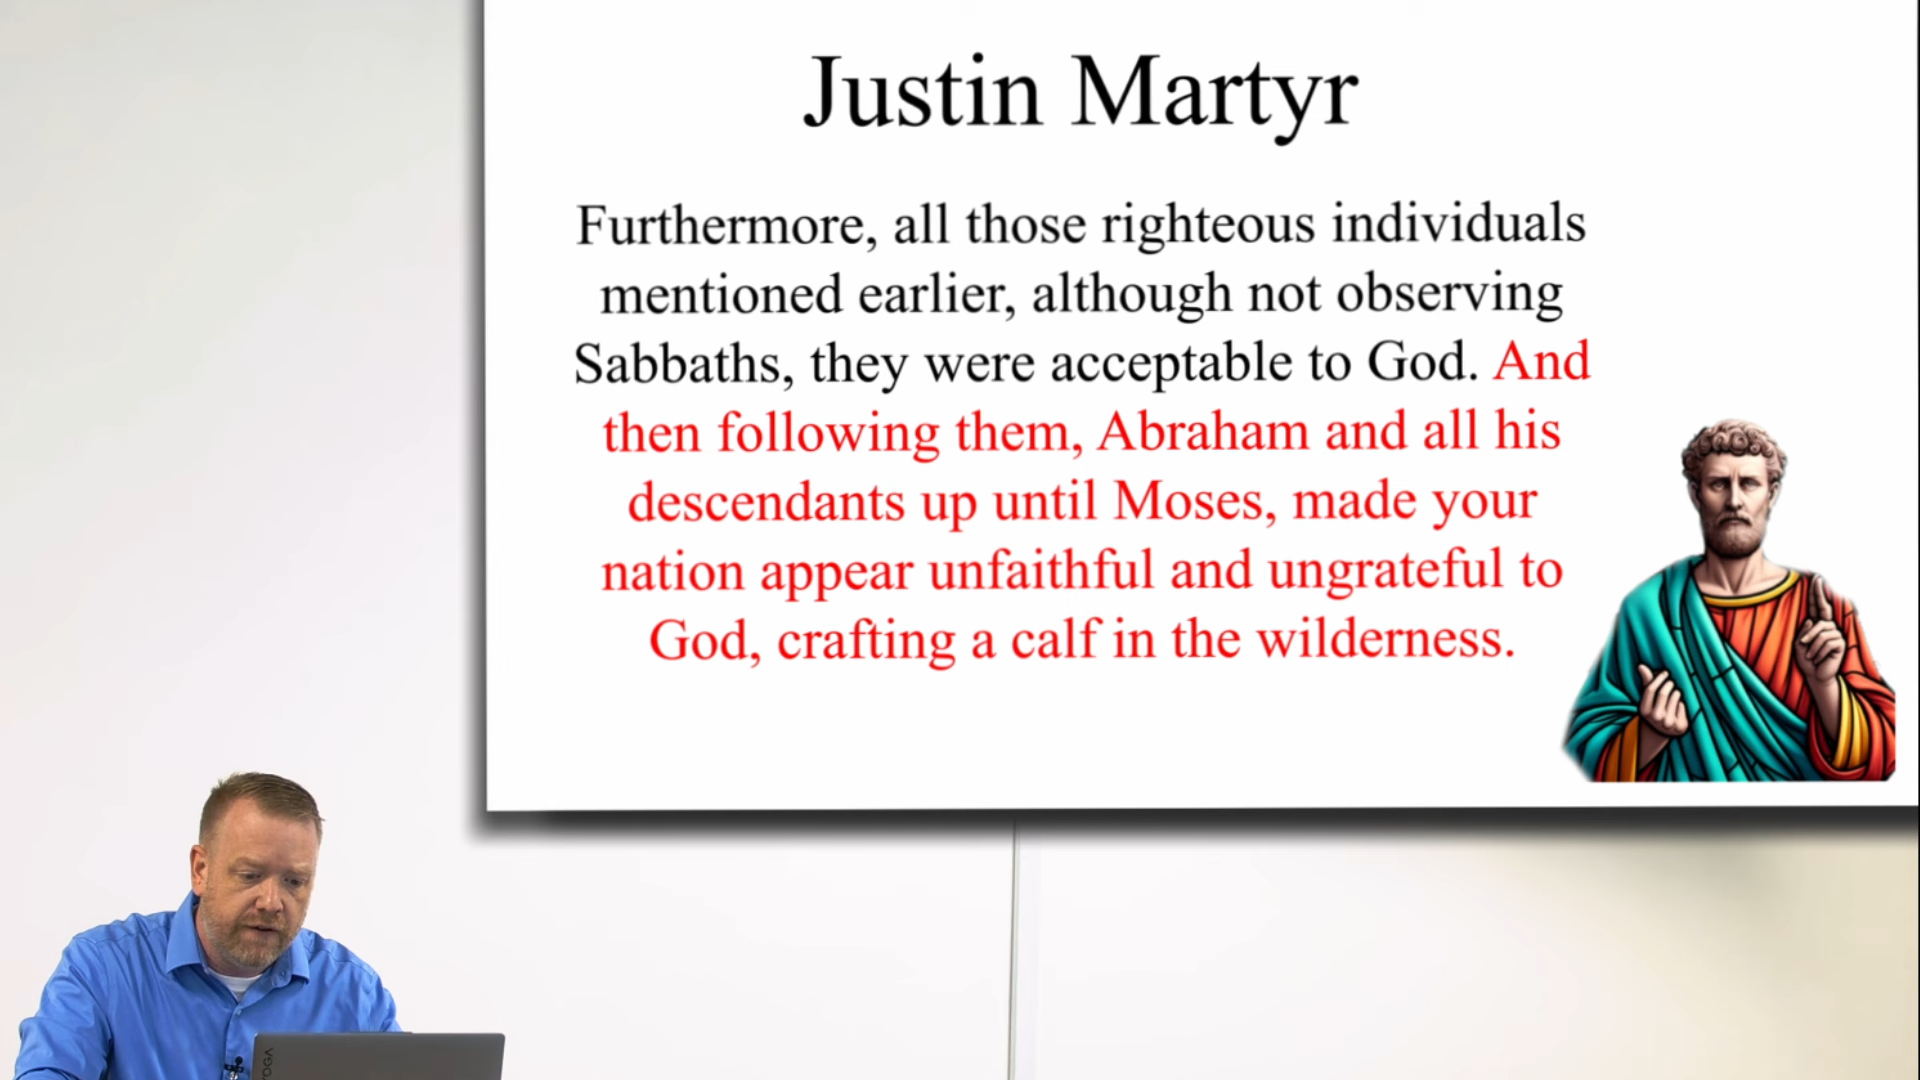 Justin Martyr
Furthermore, all those righteous individuals
mentioned earlier, although not observing
Sabbaths, they were acceptable to God. And
then following them, Abraham and all his
descendants up until Moses, made your
nation appear unfaithful and ungrateful to
God, crafting a calf in the wilderness.
YOGA